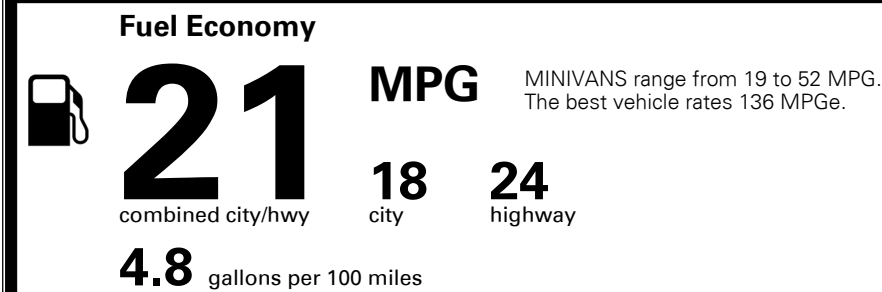 Fuel Economy
21
MPG
MINIVANS range from 19 to 52 MPG.
The best vehicle rates 136 MPGe.
18
24
combined city/hwy
city
highway
4.8 gallons per 100 miles